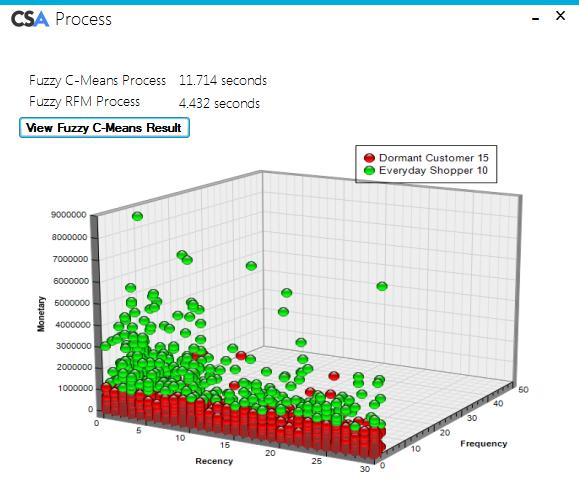 CSA Process
Fuzzy C-Means Process 11.714 seconds
Fuzzy RFM Process 4.432 seconds
View Fuzzy C-Means Result
Dormant Customer 15
Everyday Shopper 10
9000000
8000000
7000000
6000000
5000000
4000000
3000000
2000000
1000000
0
Monetary
0
5
10
15
20
25
30
Recency
0
10
20
30
40
50
Frequency